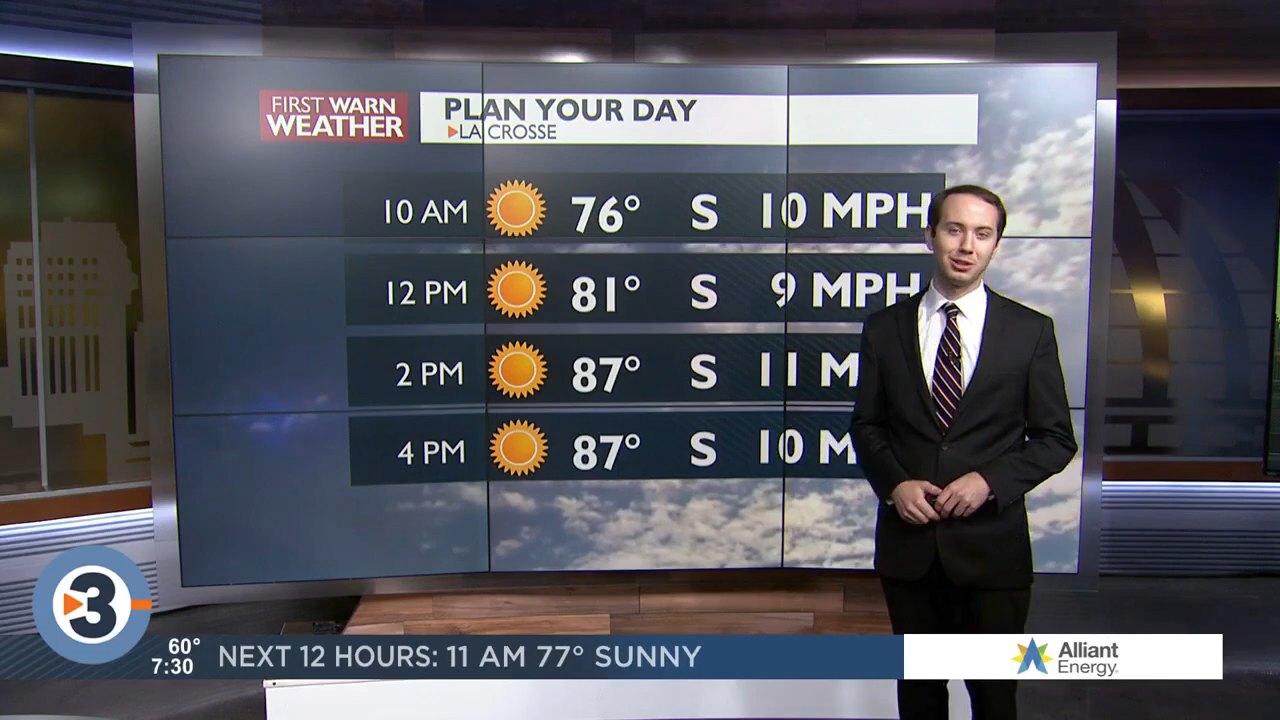 FIRST WARN
WEATHER
PLAN YOUR DAY
LA CROSSE
10 AM 76° S 10 MPH
12 PM 81° S 9 MPH
2 PM 87° S 11 M
4 PM 87° S 10 M
3
60°
7:30
NEXT 12 HOURS: 11 AM 77° SUNNY
Alliant
Energy